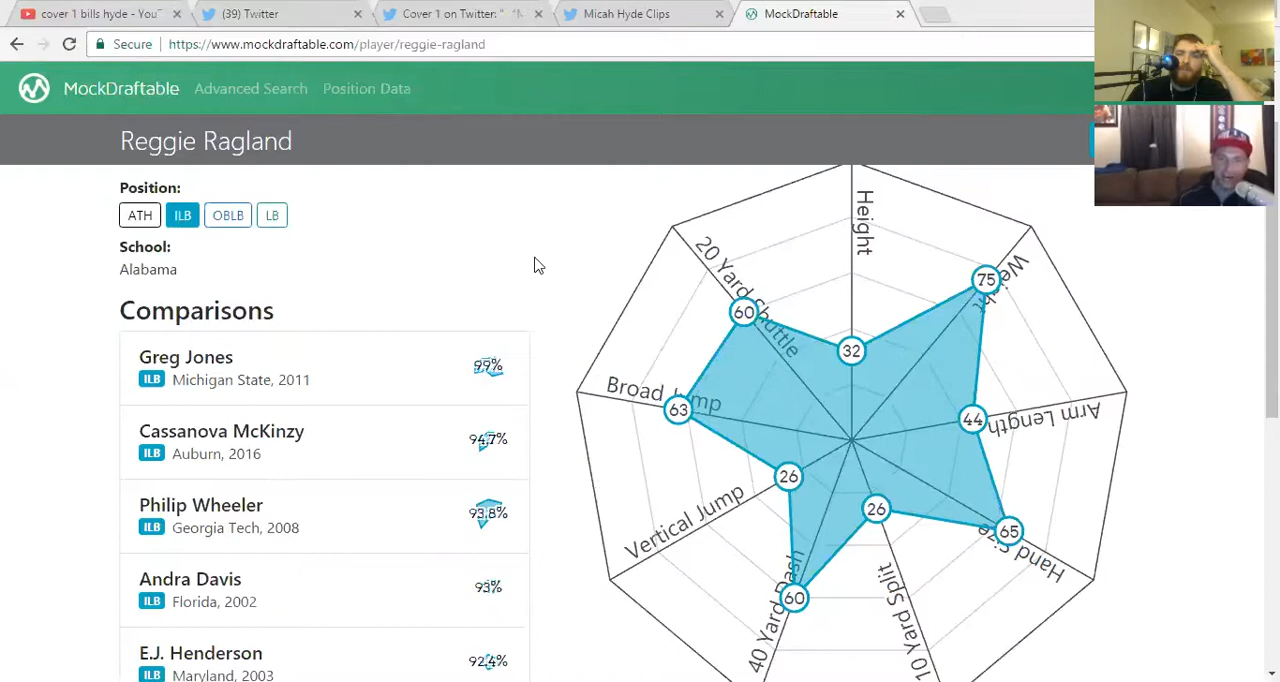 cover 1 bills hyde - You
(39) Twitter
Cover 1 on Twitter:
Micah Hyde Clips
MockDraftable
Secure
https://www.mockdraftable.com/player/reggie-ragland
MockDraftable
Advanced Search
Position Data
Reggie Ragland
Position:
ATH ILB OBLB LB
School:
Alabama
Comparisons
Greg Jones
ILB Michigan State, 2011
99%
Cassanova McKinzy
ILB Auburn, 2016
94.7%
Philip Wheeler
ILB Georgia Tech, 2008
93.8%
Andra Davis
ILB Florida, 2002
93%
E.J. Henderson
ILB Maryland, 2003
92.4%
Height
32
Weight
75
Arm Length
44
Hand Size
65
10 Yard Split
26
40 Yard Dash
60
Vertical Jump
26
Broad Jump
63
20 Yard Shuttle
60